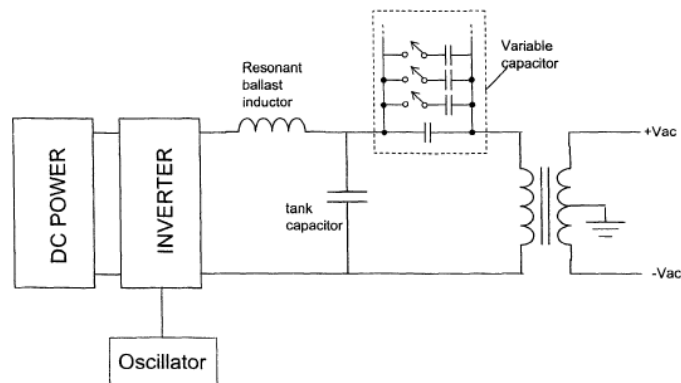 Variable
capacitor
Resonant
ballast
inductor
+Vac
DC POWER
INVERTER
tank
capacitor
-Vac
Oscillator